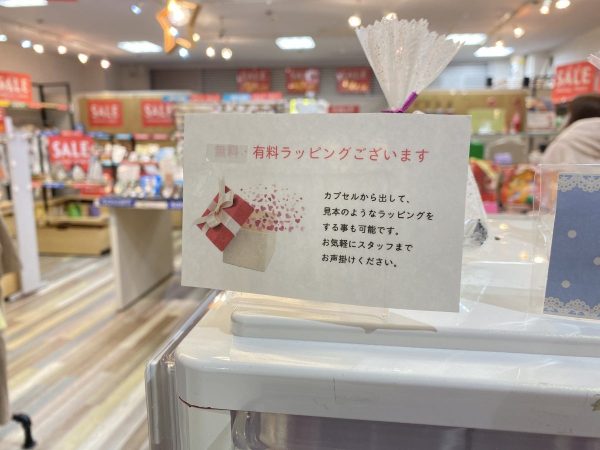 無料・有料ラッピングございます
カプセルから出して、
見本のようなラッピングを
する事も可能です。
お気軽にスタッフまで
お声掛けください。
SALE
SALE
SALE
SALE
SALE